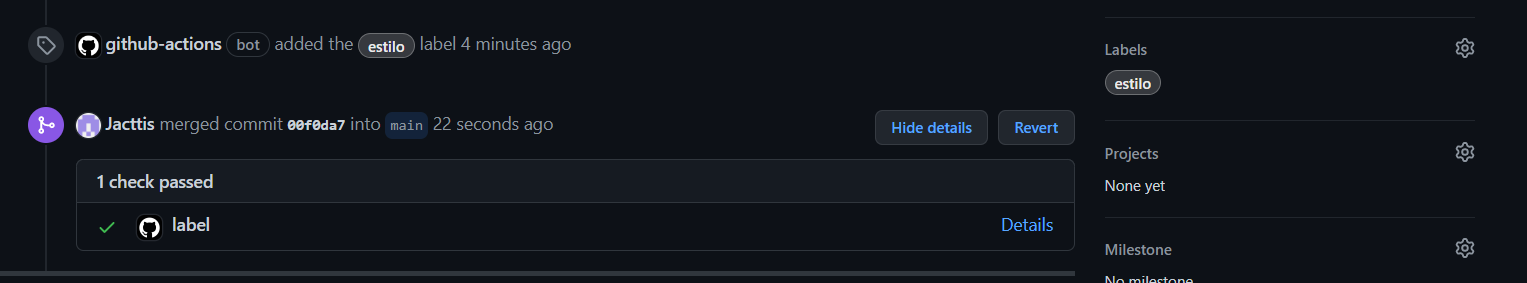 github-actions bot added the estilo label 4 minutes ago
Jacttis merged commit 00f0da7 into main 22 seconds ago
Hide details
Revert
1 check passed
label
Details
Labels
estilo
Projects
None yet
Milestone
No milestone